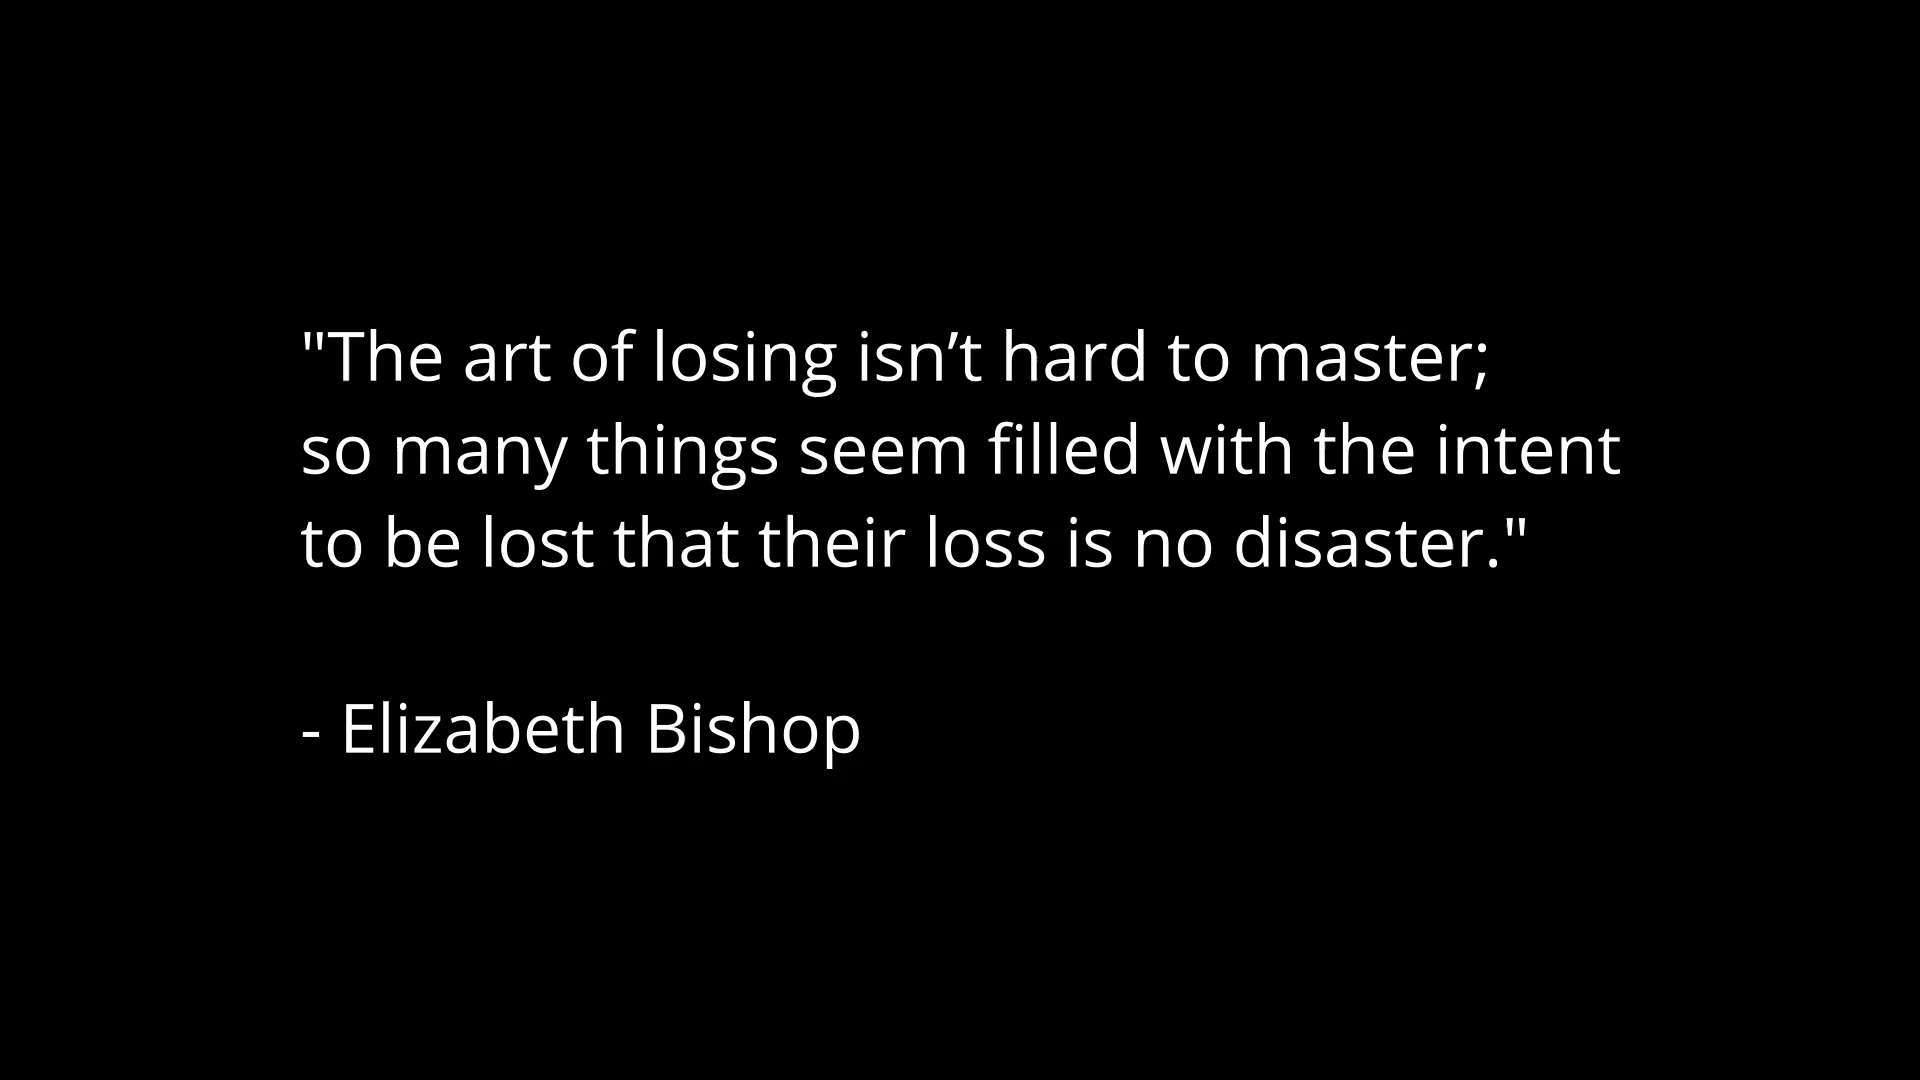 "The art of losing isn’t hard to master;
so many things seem filled with the intent
to be lost that their loss is no disaster."
- Elizabeth Bishop